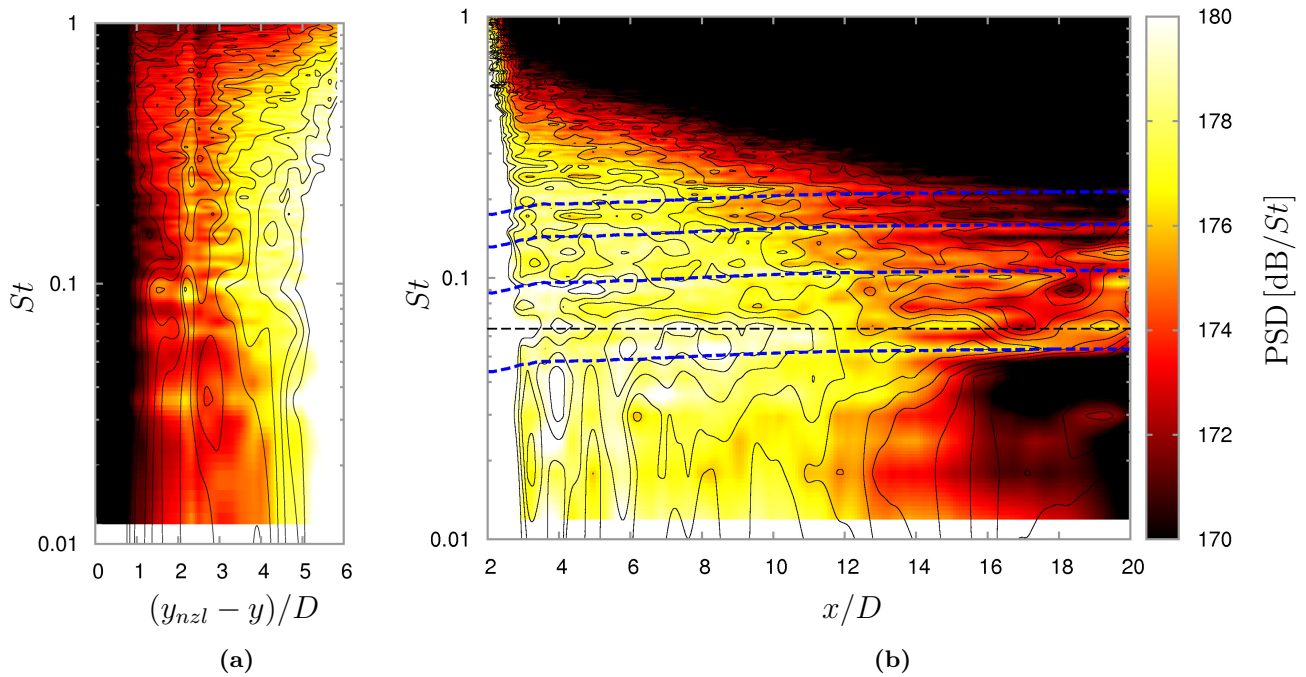 1
0.1
0.01
St
0 1 2 3 4 5 6
(y_{nzl} − y)/D
(a)
1
0.1
0.01
St
2 4 6 8 10 12 14 16 18 20
x/D
(b)
180
178
176
174
172
170
PSD [dB/St]